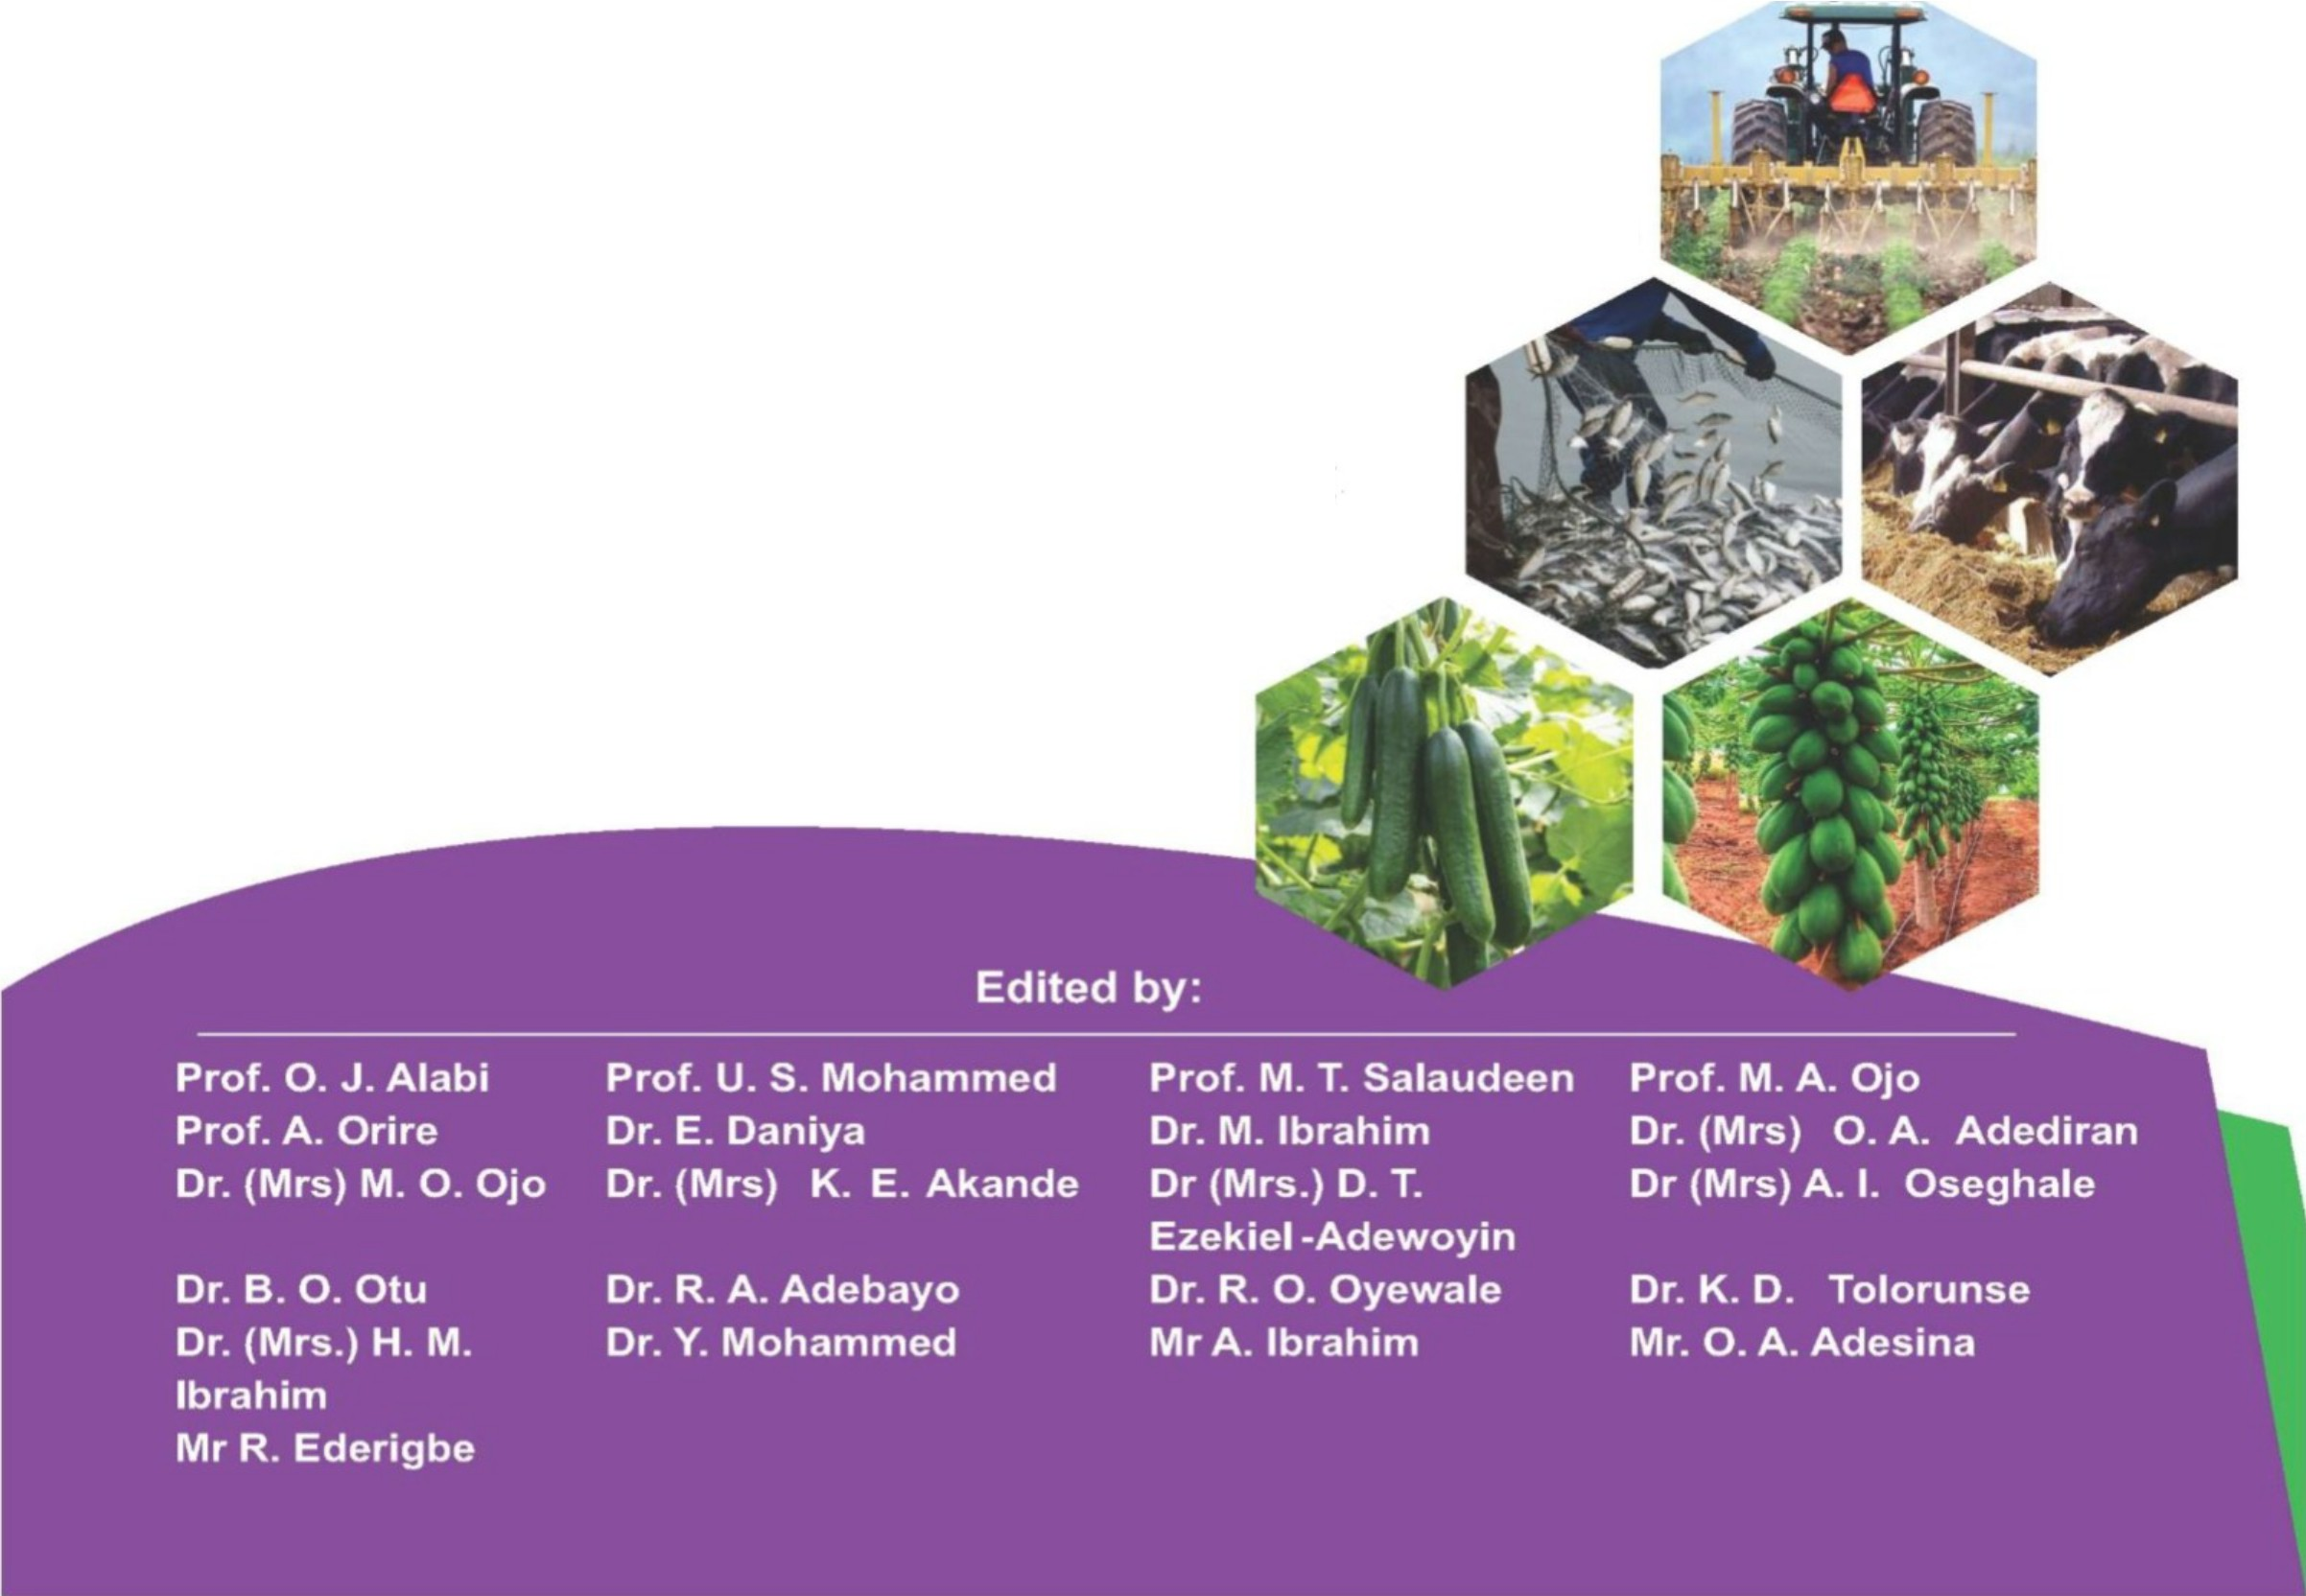 Edited by:
Prof. O. J. Alabi
Prof. U. S. Mohammed
Prof. M. T. Salaudeen
Prof. M. A. Ojo
Prof. A. Orire
Dr. E. Daniya
Dr. M. Ibrahim
Dr. (Mrs) O. A. Adediran
Dr. (Mrs) M. O. Ojo
Dr. (Mrs) K. E. Akande
Dr (Mrs.) D. T.
Ezekiel-Adewoyin
Dr (Mrs) A. I. Oseghale
Dr. B. O. Otu
Dr. R. A. Adebayo
Dr. R. O. Oyewale
Dr. K. D. Tolorunse
Dr. (Mrs.) H. M.
Ibrahim
Dr. Y. Mohammed
Mr A. Ibrahim
Mr. O. A. Adesina
Mr R. Ederigbe